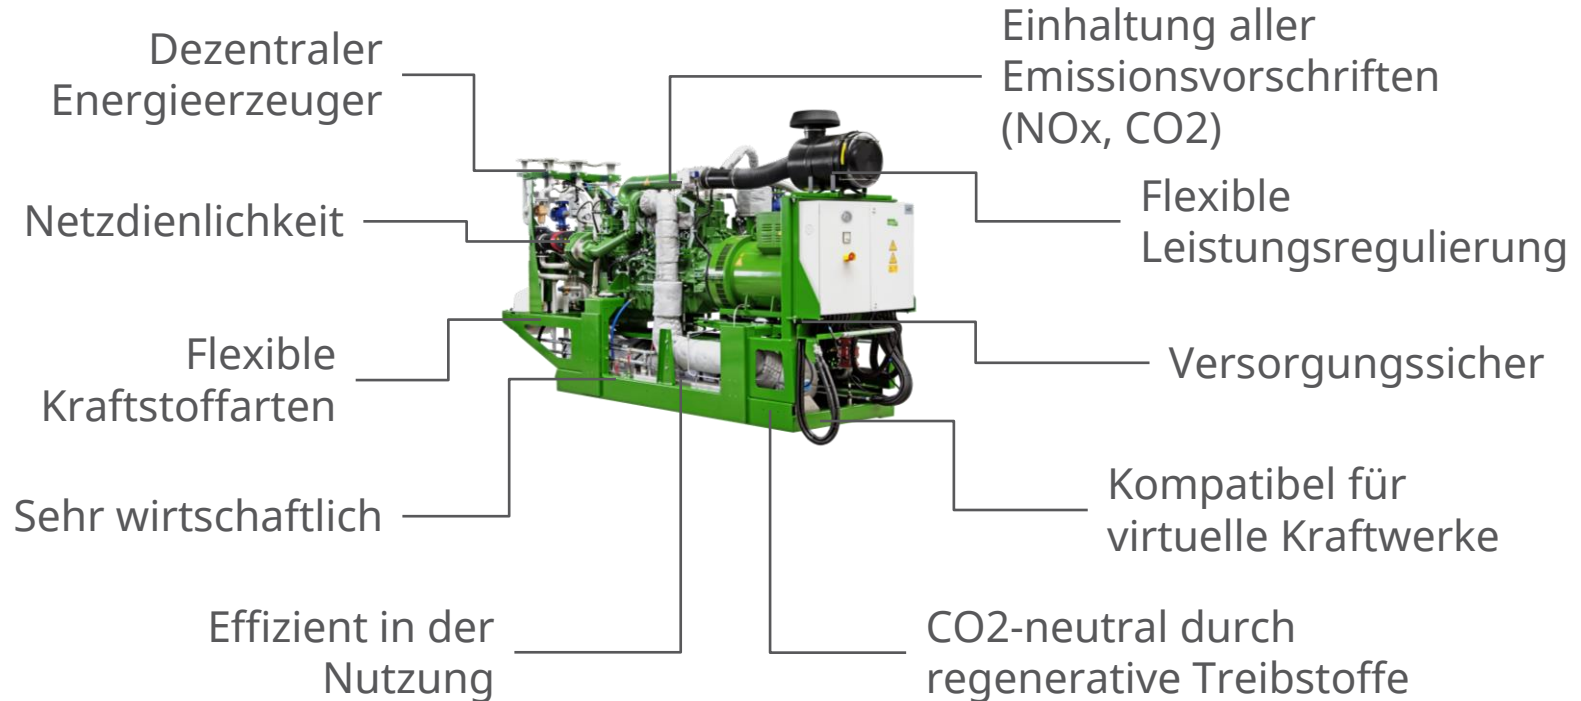 Dezentraler
Energieerzeuger
Netzdienlichkeit
Flexible
Kraftstoffarten
Sehr wirtschaftlich
Effizient in der
Nutzung
Einhaltung aller
Emissionsvorschriften
(NOx, CO2)
Flexible
Leistungsregulierung
Versorgungssicher
Kompatibel für
virtuelle Kraftwerke
CO2-neutral durch
regenerative Treibstoffe